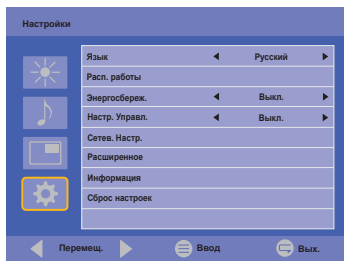 Настройки
Язык Русский
Расп. работы
Энергосбереж. Выкл.
Настр. Управл. Выкл.
Сетев. Настр.
Расширенное
Информация
Сброс настроек
Перемещ. Ввод Вых.